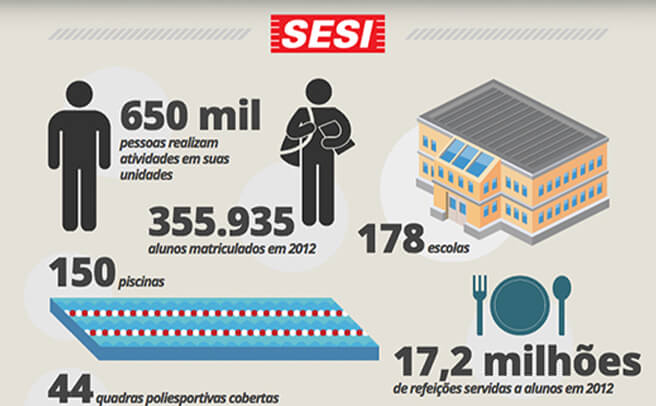 SESI
650 mil
pessoas realizam
atividades em suas
unidades
355.935
alunos matriculados em 2012
178 escolas
150 piscinas
17,2 milhões
de refeições servidas a alunos em 2012
44 quadras poliesportivas cobertas